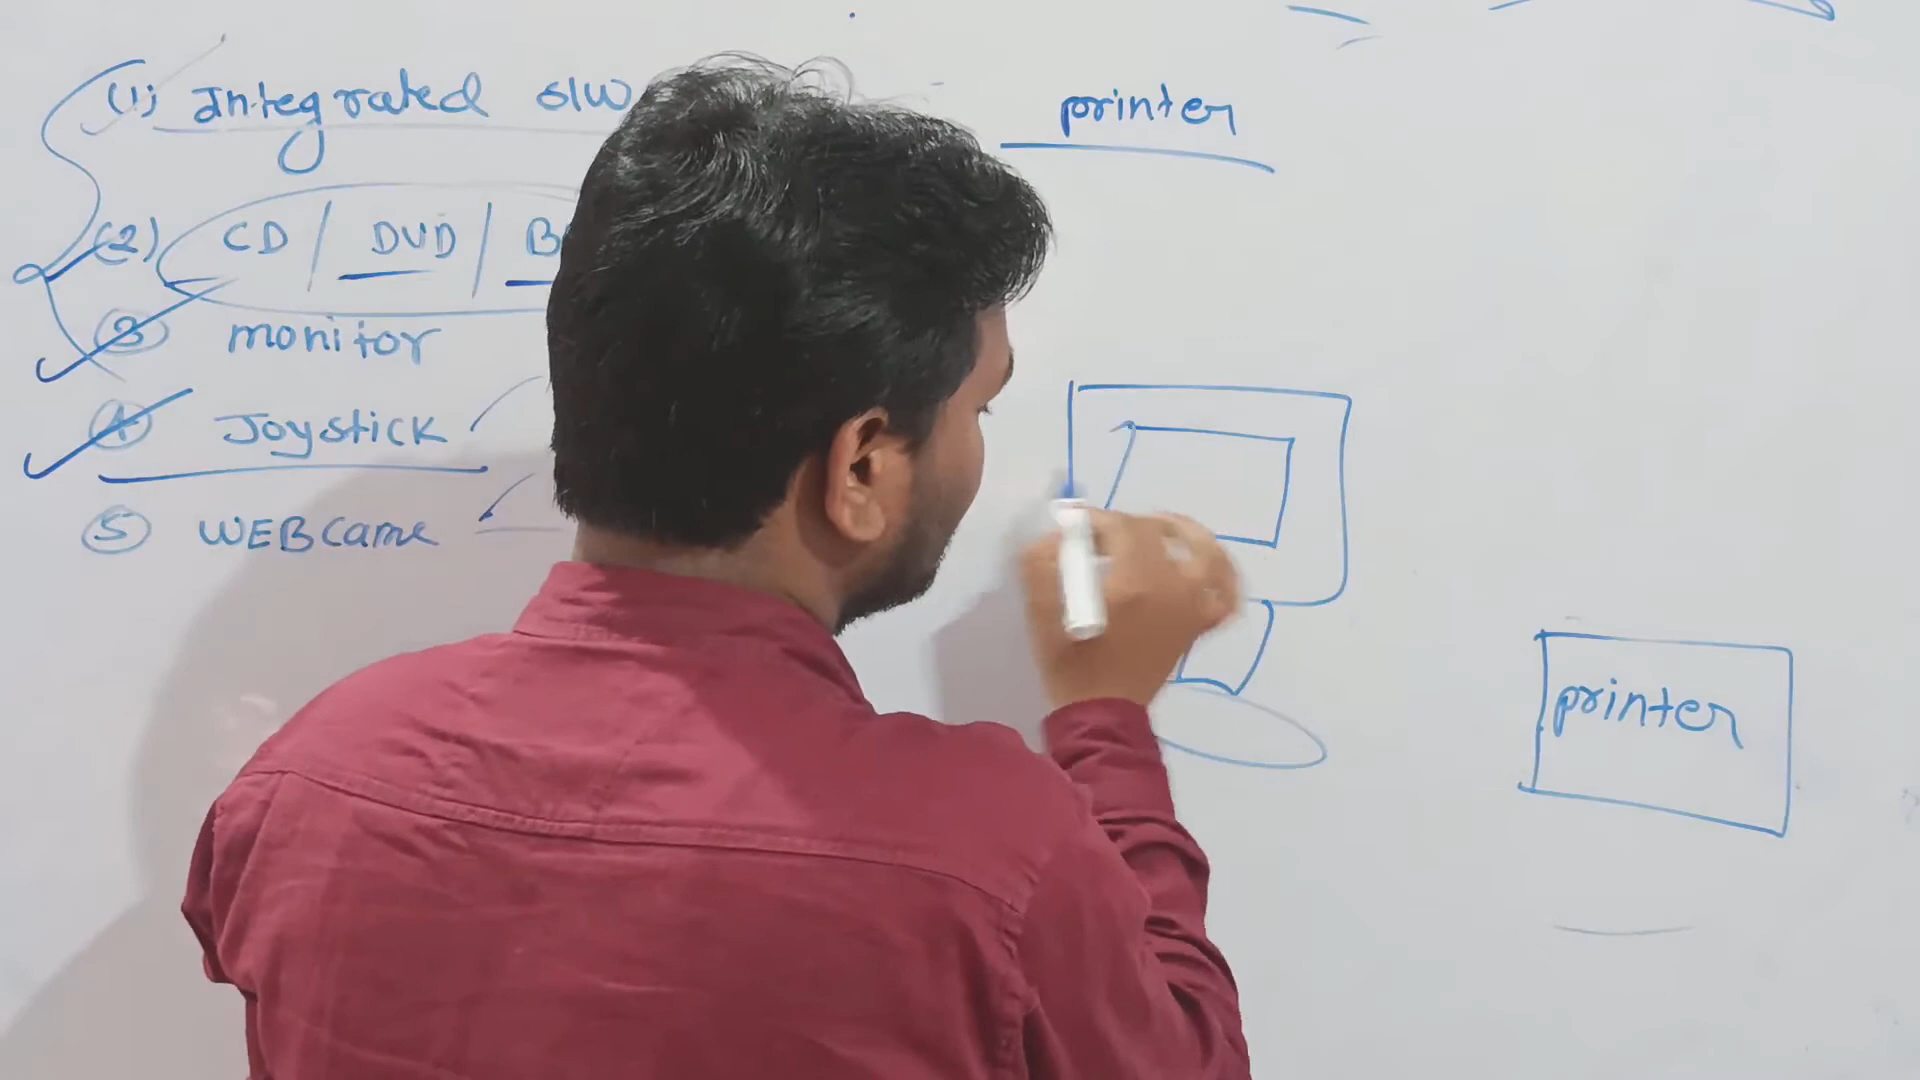 (1) Integrated S/W
(2) CD / DVD /
3 monitor
4 Joystick
5 WEBcame
printer
printer